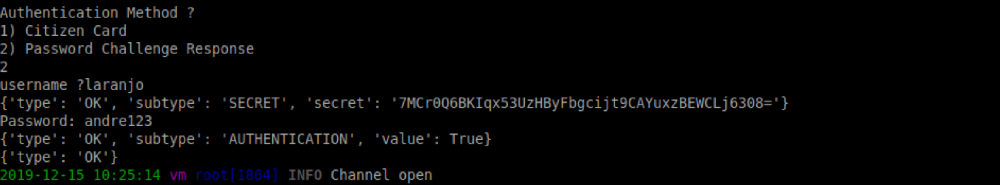 Authentication Method ?
1) Citizen Card
2) Password Challenge Response
2
username ?laranjo
{'type': 'OK', 'subtype': 'SECRET', 'secret': '7MCr0Q6BKIqx53UzHByFbgcijt9CAYuxzBEWCLj6308='}
Password: andre123
{'type': 'OK', 'subtype': 'AUTHENTICATION', 'value': True}
{'type': 'OK'}
2019-12-15 10:25:14 vm root[1864] INFO Channel open